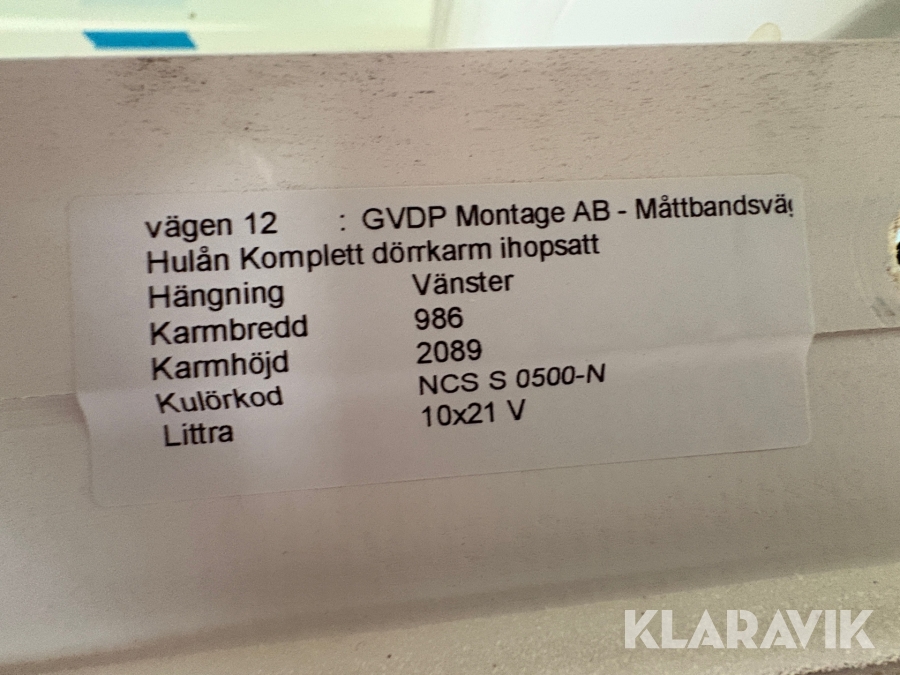 vägen 12 : GVDP Montage AB - Måttbandsväg
Hulån Komplett dörrkarm ihopsatt
Hängning Vänster
Karmbredd 986
Karmhöjd 2089
Kulörkod NCS S 0500-N
Littra 10x21 V
KLARAVIK